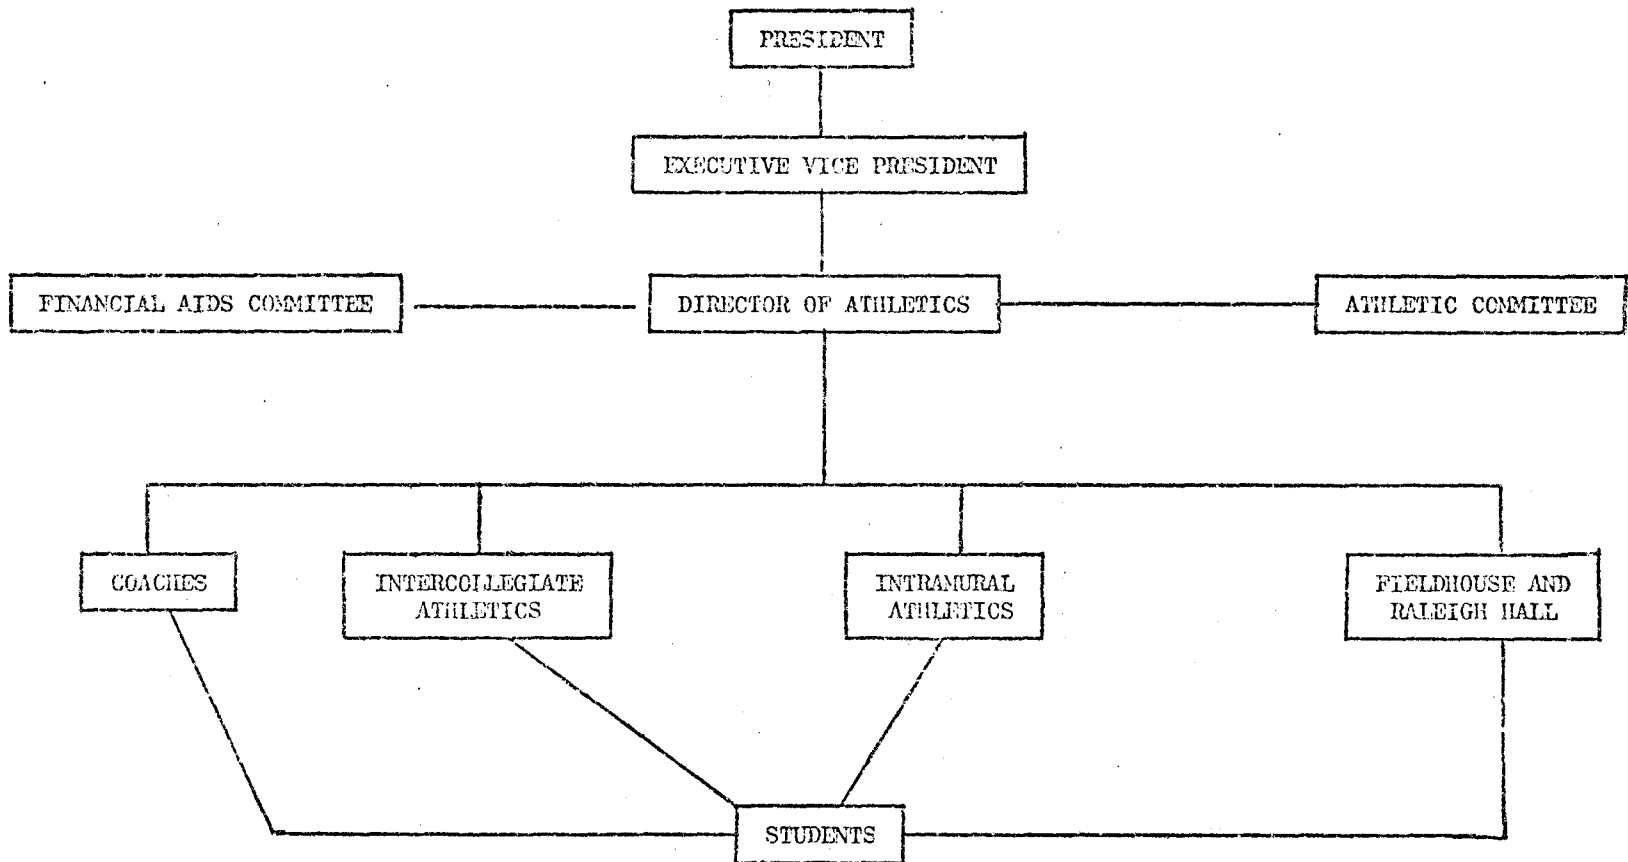 PRESIDENT
EXECUTIVE VICE PRESIDENT
FINANCIAL AIDS COMMITTEE
DIRECTOR OF ATHLETICS
ATHLETIC COMMITTEE
COACHES
INTERCOLLEGIATE
ATHLETICS
INTRAMURAL
ATHLETICS
FIELDHOUSE AND
RALEIGH HALL
STUDENTS